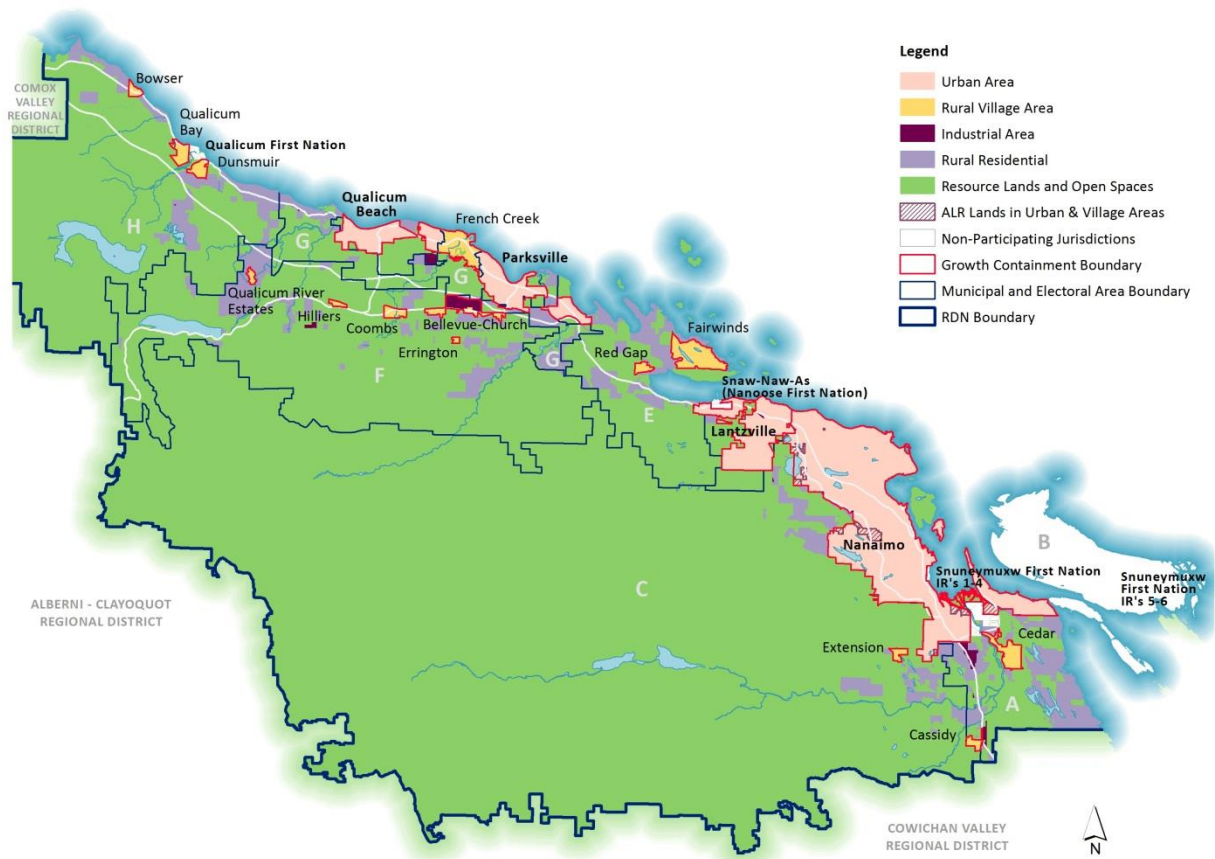 Legend
Urban Area
Rural Village Area
Industrial Area
Rural Residential
Resource Lands and Open Spaces
ALR Lands in Urban & Village Areas
Non-Participating Jurisdictions
Growth Containment Boundary
Municipal and Electoral Area Boundary
RDN Boundary
COMOX
VALLEY
REGIONAL
DISTRICT
Bowser
Qualicum
Bay
Qualicum First Nation
Dunsmuir
Qualicum
Beach
French Creek
H
G
G
Parksville
Qualicum River
Estates
Hilliers
Coombs
Bellevue-Church
Errington
Fairwinds
Red Gap
G
F
E
Snaw-Naw-As
(Nanoose First Nation)
Lantzville
Nanaimo
B
Snuneymuxw First Nation
IR's 1-4
Snuneymuxw
First Nation
IR's 5-6
C
ALBERNI - CLAYOQUOT
REGIONAL DISTRICT
Extension
Cedar
A
Cassidy
COWICHAN VALLEY
REGIONAL DISTRICT
N